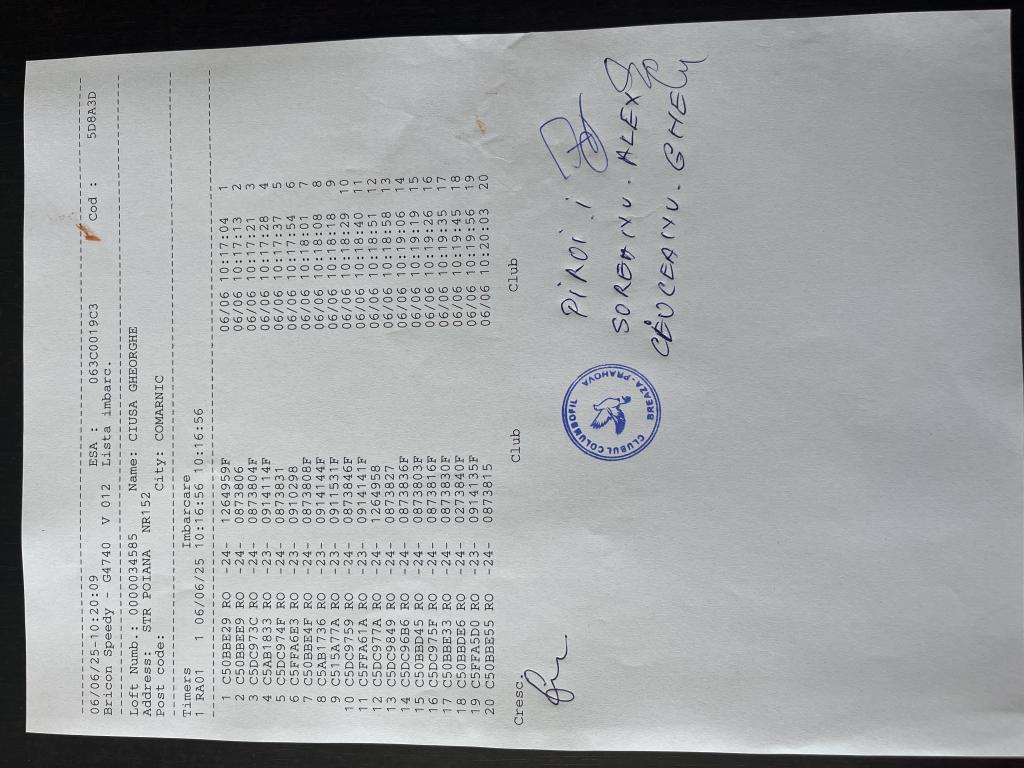 06/06/25-10:20:09 ESA : 063C0019C3 Cod : 5D8A3D
Bricon Speedy - G4740 V 012 Lista imbarc.
Loft Numb.: 0000034585 Name: CIUSA GHEORGHE
Address: STR POIANA NR152
Post code: City: COMARNIC
Timers Imbarcare
1 RA01 1 06/06/25 10:16:56 10:16:56
1 C50BBE29 RO -24- 1264959F 06/06 10:17:04 1
2 C50BBEE9 RO -24- 0873806 06/06 10:17:13 2
3 C5DC973C RO -24- 0873804F 06/06 10:17:21 3
4 C5AB1833 RO -23- 0914114F 06/06 10:17:28 4
5 C5DC974F RO -24- 0873831 06/06 10:17:37 5
6 C5FFA6E3 RO -23- 0910298 06/06 10:17:54 6
7 C50BBE4F RO -24- 0873808F 06/06 10:18:01 7
8 C5AB1736 RO -23- 0914144F 06/06 10:18:08 8
9 C515A77A RO -23- 0911531F 06/06 10:18:18 9
10 C5DC9759 RO -24- 0873846F 06/06 10:18:29 10
11 C5FFA61A RO -23- 0914141F 06/06 10:18:40 11
12 C5DC977A RO -24- 1264958 06/06 10:18:51 12
13 C5DC9849 RO -24- 0873827 06/06 10:18:58 13
14 C5DC96B6 RO -24- 0873836F 06/06 10:19:06 14
15 C50BBD45 RO -24- 0873803F 06/06 10:19:19 15
16 C5DC975F RO -24- 0873816F 06/06 10:19:26 16
17 C50BBE33 RO -24- 0873830F 06/06 10:19:35 17
18 C50BBDE6 RO -24- 0273840F 06/06 10:19:45 18
19 C5FFA5D0 RO -23- 0914135F 06/06 10:19:56 19
20 C50BBE55 RO -24- 0873815 06/06 10:20:03 20
Cresc. Club Club
CLUBUL COLUMBOFIL
BREAZA-PRAHOVA
PIROI . i
ALEX